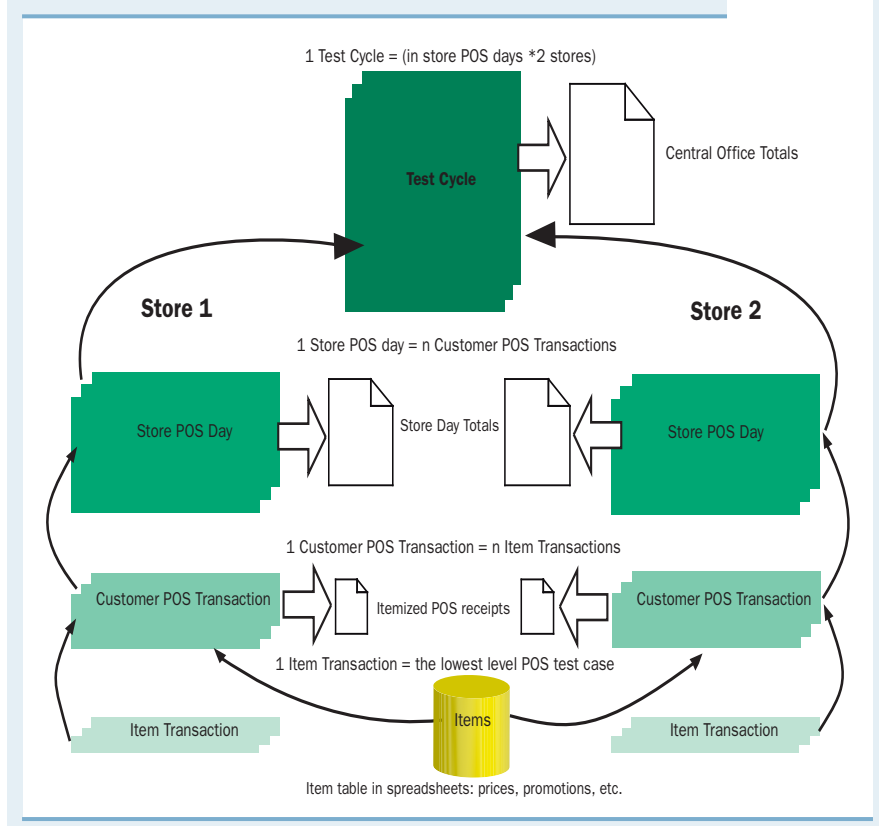 1 Test Cycle = (in store POS days *2 stores)
Central Office Totals
Test Cycle
Store 1
Store 2
1 Store POS day = n Customer POS Transactions
Store POS Day
Store Day Totals
Store POS Day
1 Customer POS Transaction = n Item Transactions
Customer POS Transaction
Itemized POS receipts
Customer POS Transaction
1 Item Transaction = the lowest level POS test case
Item Transaction
Items
Item Transaction
Item table in spreadsheets: prices, promotions, etc.